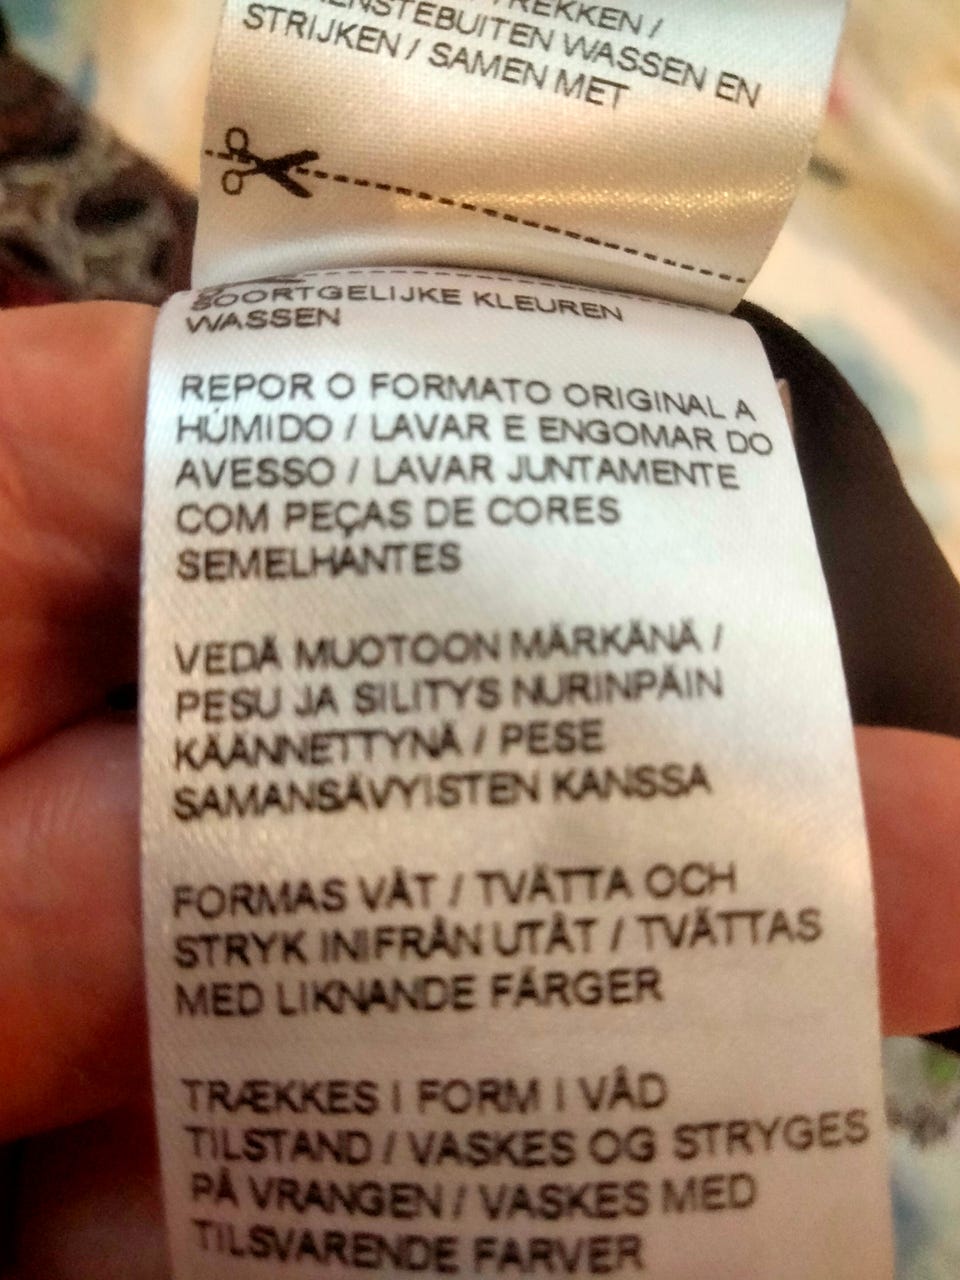 STRIJKEN / SAMEN MET
WASSEN EN
SOORTGELIJKE KLEUREN
WASSEN
REPOR O FORMATO ORIGINAL A
HÚMIDO / LAVAR E ENGOMAR DO
AVESSO / LAVAR JUNTAMENTE
COM PEÇAS DE CORES
SEMELHANTES
VEDÄ MUOTOON MÄRKÄNÄ /
PESU JA SILITYS NURINPÄIN
KÄÄNNETTYNÄ / PESE
SAMANSÄVYISTEN KANSSA
FORMAS VÅT / TVÄTTA OCH
STRYK INIFRÅN UTÅT / TVÄTTAS
MED LIKNANDE FÄRGER
TRÆKKES I FORM I VÅD
TILSTAND / VASKES OG STRYGES
PÅ VRANGEN / VASKES MED
TILSVARENDE FARVER